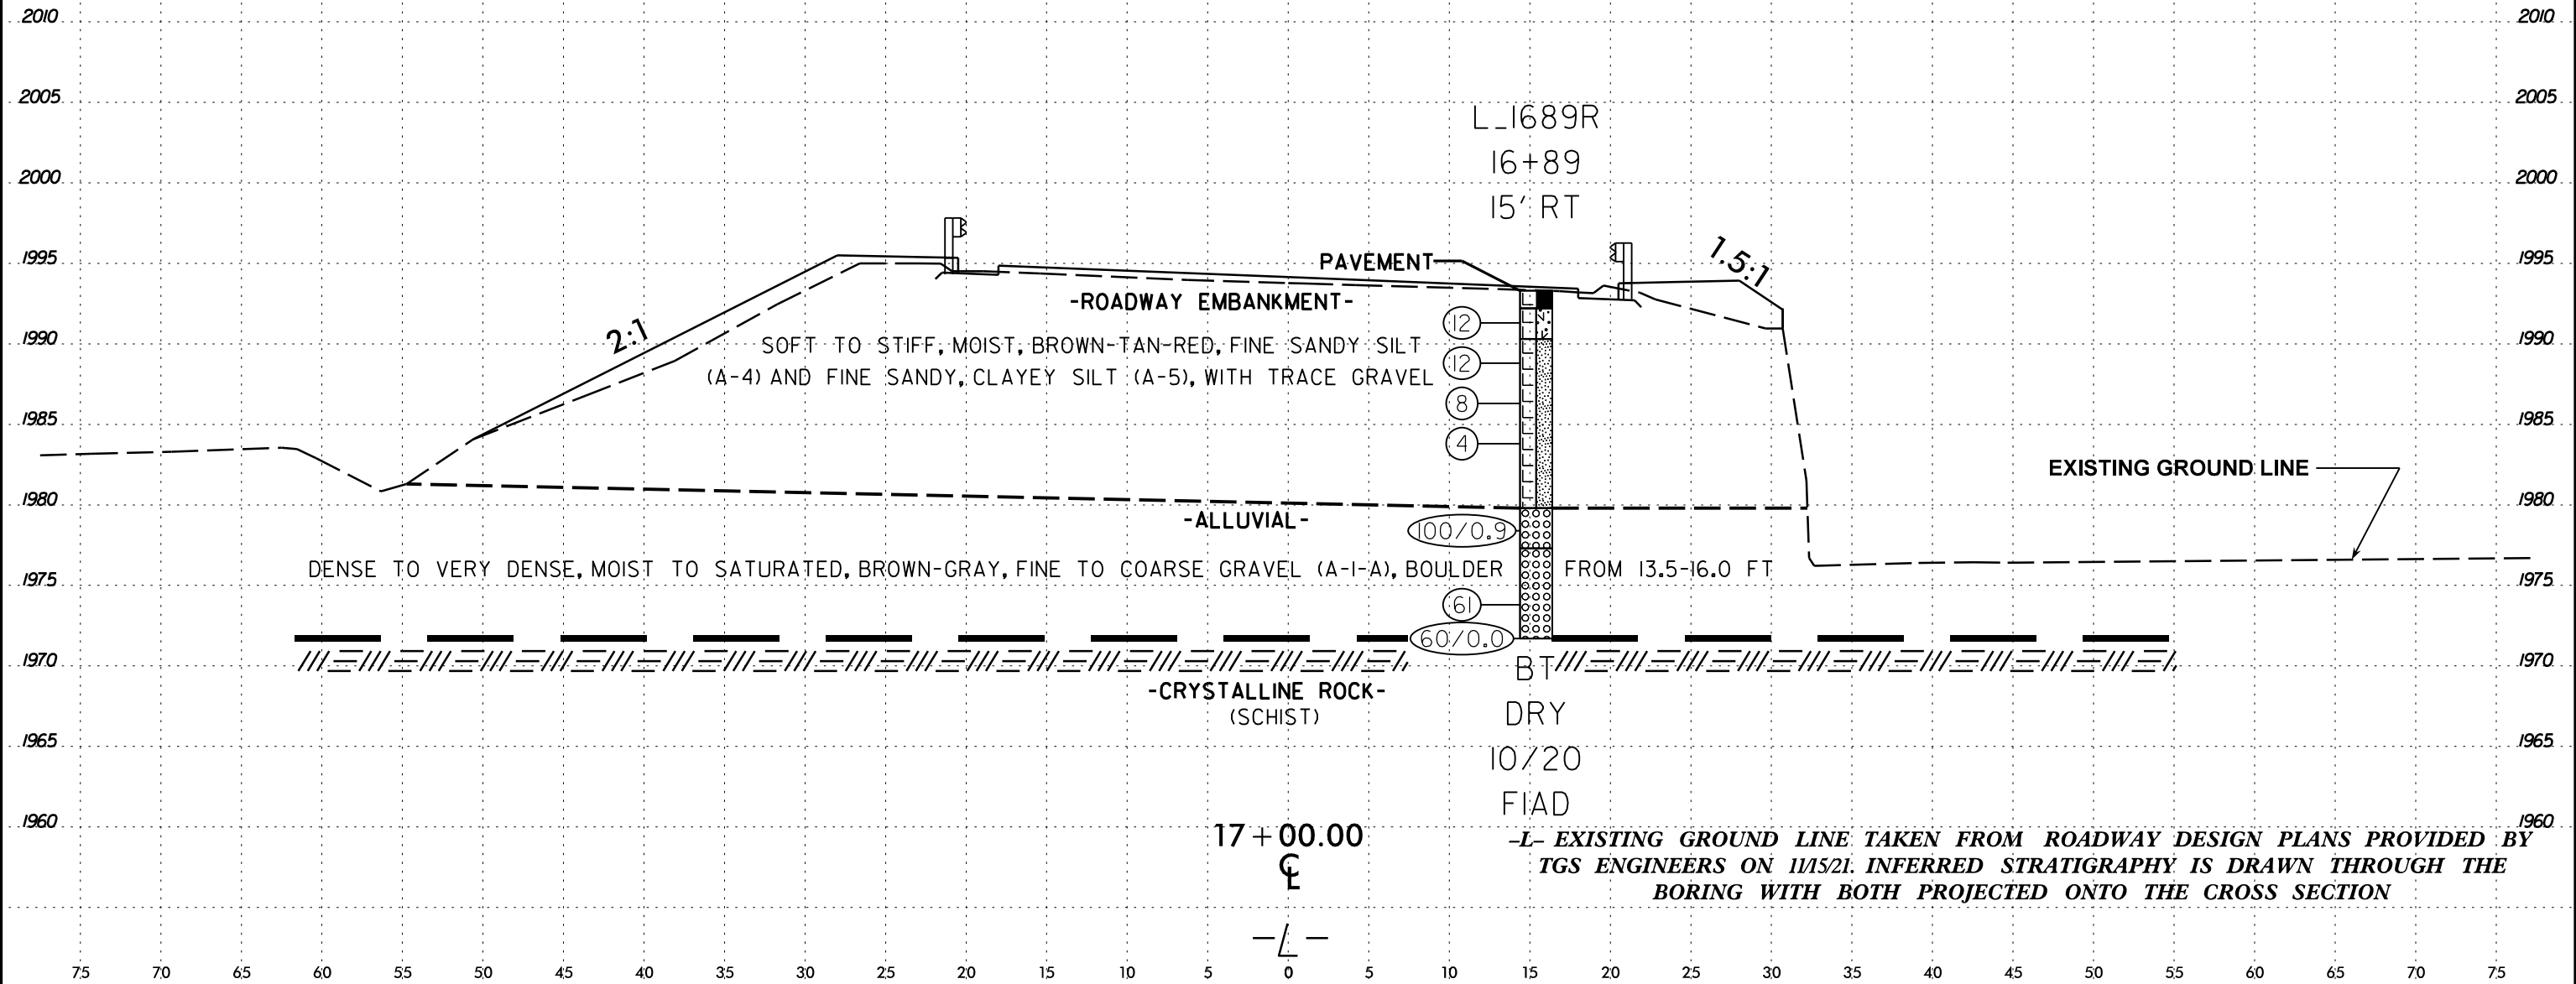 2010 2010
2005 2005
L_1689R
16+89
2000 2000
15' RT
1995 PAVEMENT 1.5:1 1995
-ROADWAY EMBANKMENT-
12
2:1
1990 SOFT TO STIFF, MOIST, BROWN-TAN-RED, FINE SANDY SILT 1990
12
(A-4) AND FINE SANDY, CLAYEY SILT (A-5), WITH TRACE GRAVEL
8
1985 1985
4
EXISTING GROUND LINE
1980 1980
-ALLUVIAL-
100/0.9
DENSE TO VERY DENSE, MOIST TO SATURATED, BROWN-GRAY, FINE TO COARSE GRAVEL (A-1-A), BOULDER FROM 13.5-16.0 FT
1975 1975
61
60/0.0
1970 BT 1970
-CRYSTALLINE ROCK-
(SCHIST)
DRY
1965 1965
10/20
FIAD
1960 1960
17+00.00
℄
-L- EXISTING GROUND LINE TAKEN FROM ROADWAY DESIGN PLANS PROVIDED BY
TGS ENGINEERS ON 11/15/21. INFERRED STRATIGRAPHY IS DRAWN THROUGH THE
BORING WITH BOTH PROJECTED ONTO THE CROSS SECTION
-L-
75 70 65 60 55 50 45 40 35 30 25 20 15 10 5 0 5 10 15 20 25 30 35 40 45 50 55 60 65 70 75